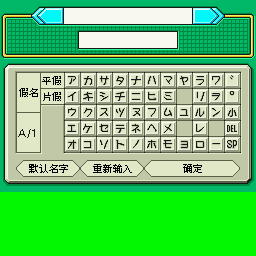 平假 アカサタナハマヤラワ゛
假名 片假 イキシチニヒミ リヲ゜
ウクスツヌフムユルン小
A/1 エケセテネヘメ レ DEL
オコソトノホモヨローSP
默认名字 重新输入 确定